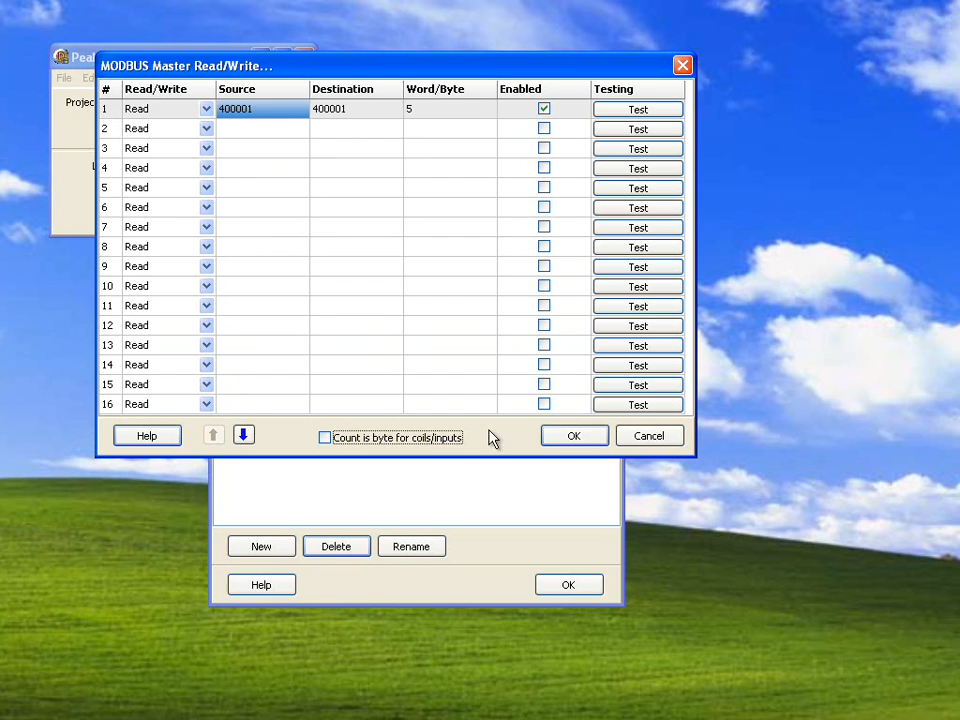 Pea
File Ed
Projec
L
MODBUS Master Read/Write...
# Read/Write Source Destination Word/Byte Enabled Testing
1 Read 400001 400001 5 Test
2 Read Test
3 Read Test
4 Read Test
5 Read Test
6 Read Test
7 Read Test
8 Read Test
9 Read Test
10 Read Test
11 Read Test
12 Read Test
13 Read Test
14 Read Test
15 Read Test
16 Read Test
Help Count is byte for coils/inputs OK Cancel
New Delete Rename
Help OK